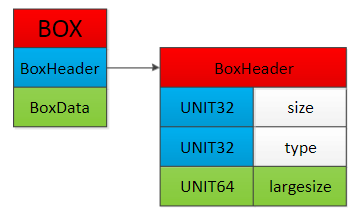 BOX
BoxHeader
BoxData
BoxHeader
UNIT32 size
UNIT32 type
UNIT64 largesize